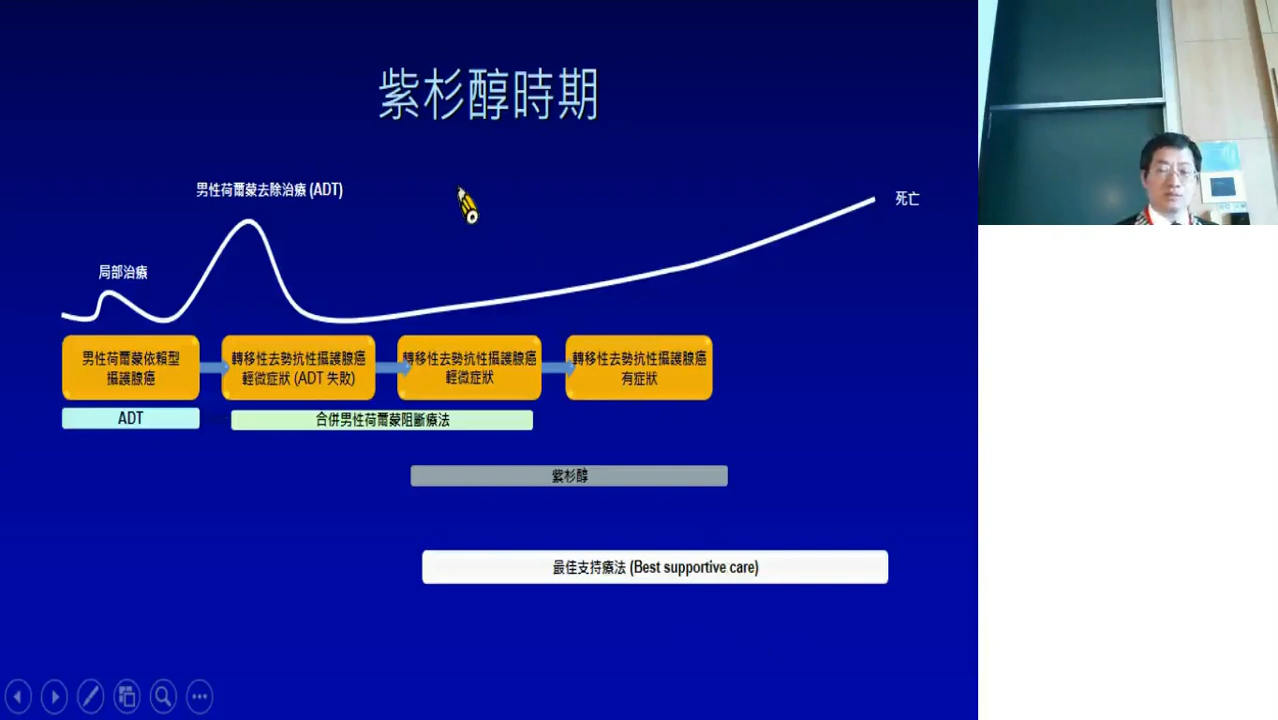 紫杉醇時期
男性荷爾蒙去除治療 (ADT)
死亡
局部治療
男性荷爾蒙依賴型
攝護腺癌
轉移性去勢抗性攝護腺癌
輕微症狀 (ADT 失敗)
轉移性去勢抗性攝護腺癌
輕微症狀
轉移性去勢抗性攝護腺癌
有症狀
ADT
合併男性荷爾蒙阻斷療法
紫杉醇
最佳支持療法 (Best supportive care)